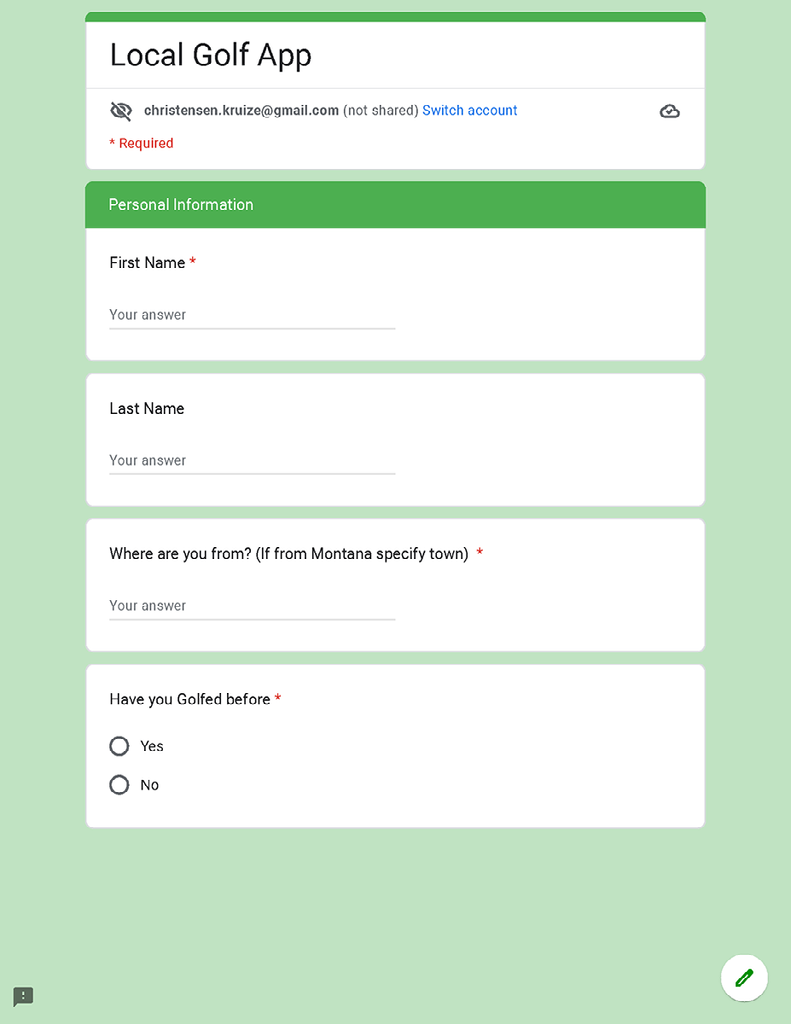 Local Golf App
christensen.kruize@gmail.com (not shared) Switch account
* Required
Personal Information
First Name *
Your answer
Last Name
Your answer
Where are you from? (If from Montana specify town) *
Your answer
Have you Golfed before *
Yes
No